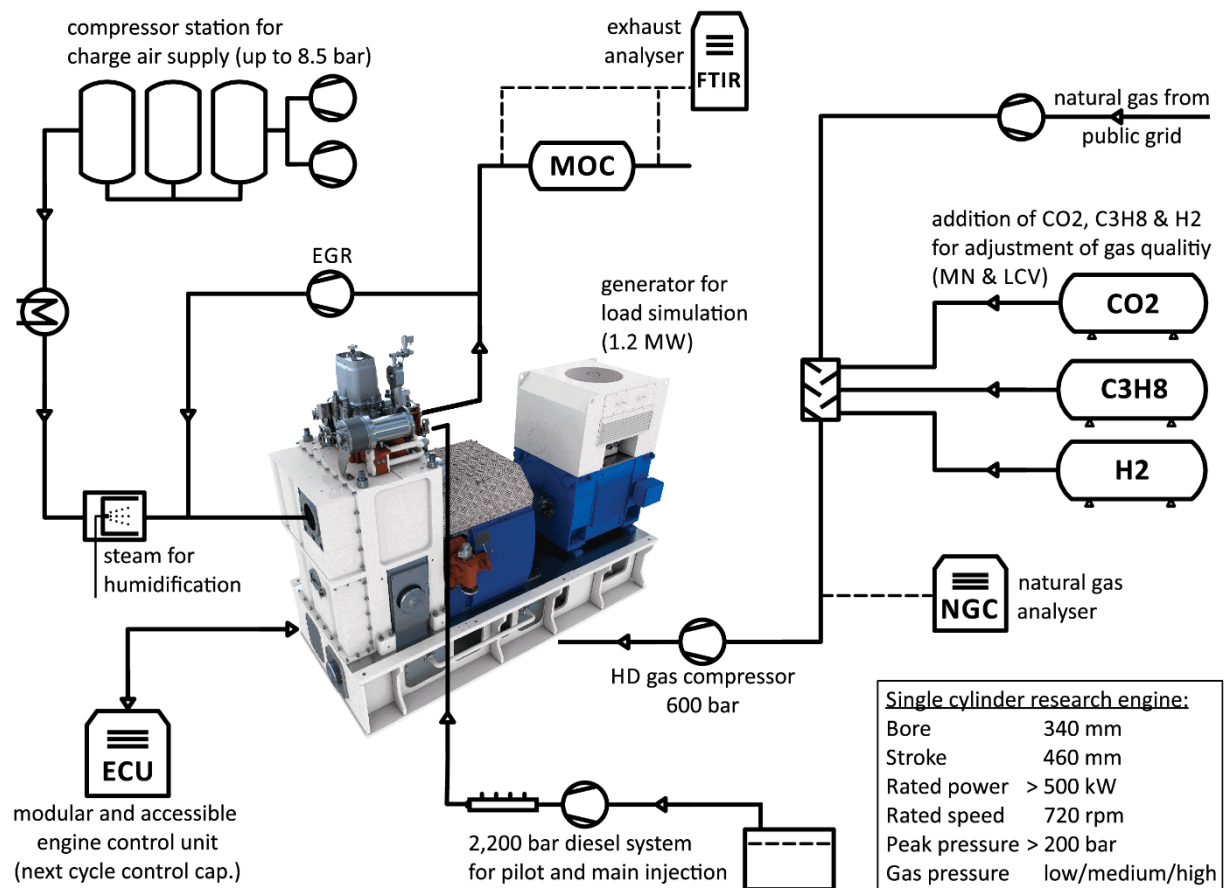 compressor station for
charge air supply (up to 8.5 bar)
exhaust
analyser
FTIR
natural gas from
public grid
MOC
addition of CO2, C3H8 & H2
for adjustment of gas qualitiy
(MN & LCV)
EGR
generator for
load simulation
(1.2 MW)
CO2
C3H8
H2
steam for
humidification
NGC
natural gas
analyser
HD gas compressor
600 bar
ECU
modular and accessible
engine control unit
(next cycle control cap.)
2,200 bar diesel system
for pilot and main injection
Single cylinder research engine:
Bore 340 mm
Stroke 460 mm
Rated power > 500 kW
Rated speed 720 rpm
Peak pressure > 200 bar
Gas pressure low/medium/high